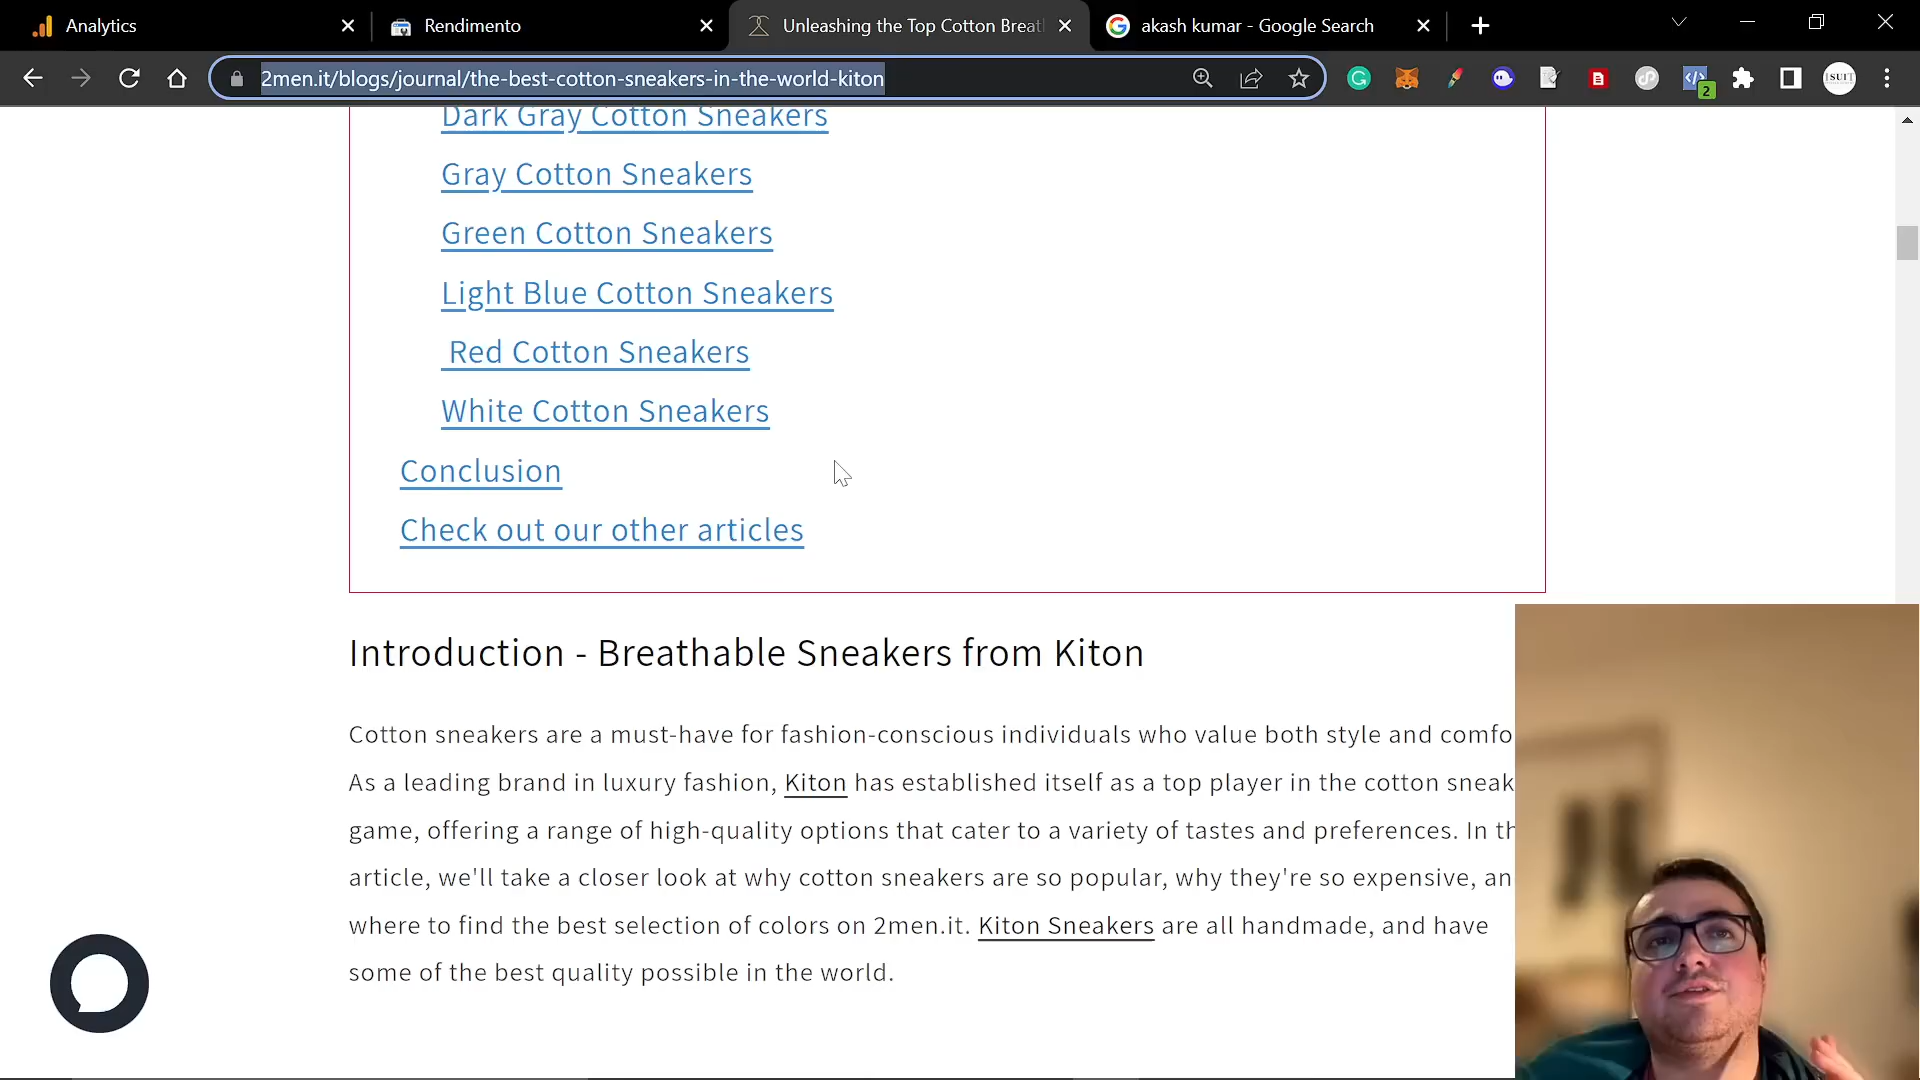 Analytics
Rendimento
Unleashing the Top Cotton Breat
akash kumar - Google Search
2men.it/blogs/journal/the-best-cotton-sneakers-in-the-world-kiton
2
Dark Gray Cotton Sneakers
Gray Cotton Sneakers
Green Cotton Sneakers
Light Blue Cotton Sneakers
Red Cotton Sneakers
White Cotton Sneakers
Conclusion
Check out our other articles
Introduction - Breathable Sneakers from Kiton
Cotton sneakers are a must-have for fashion-conscious individuals who value both style and comfo
As a leading brand in luxury fashion, Kiton has established itself as a top player in the cotton sneak
game, offering a range of high-quality options that cater to a variety of tastes and preferences. In th
article, we'll take a closer look at why cotton sneakers are so popular, why they're so expensive, an
where to find the best selection of colors on 2men.it. Kiton Sneakers are all handmade, and have
some of the best quality possible in the world.